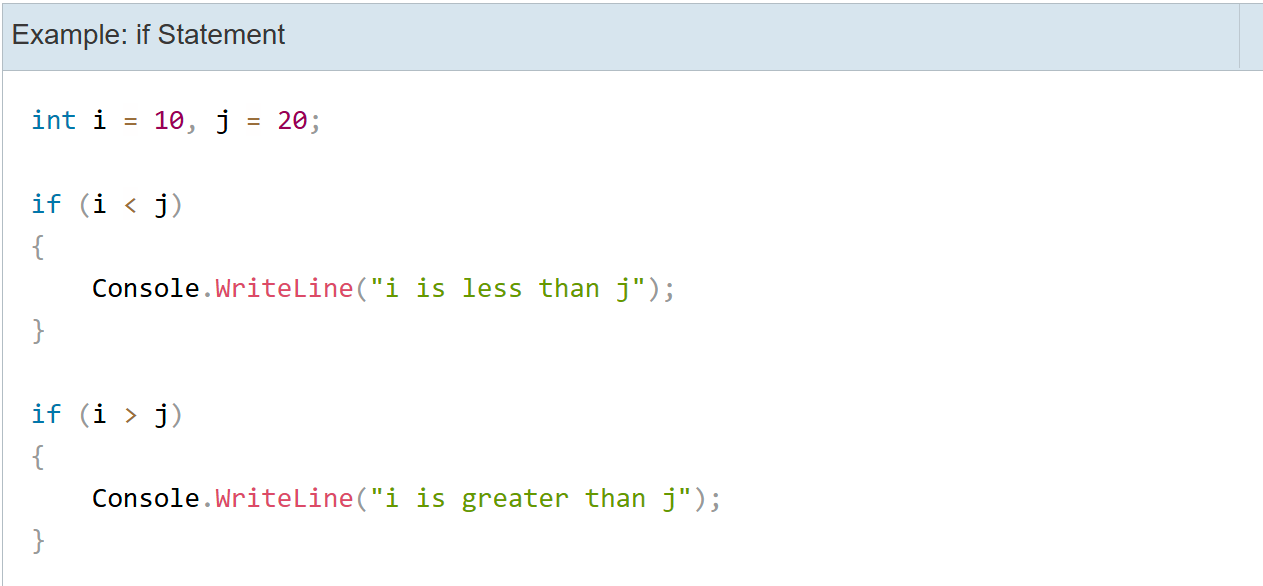 Example: if Statement
int i = 10, j = 20;
if (i < j)
{
    Console.WriteLine("i is less than j");
}
if (i > j)
{
    Console.WriteLine("i is greater than j");
}